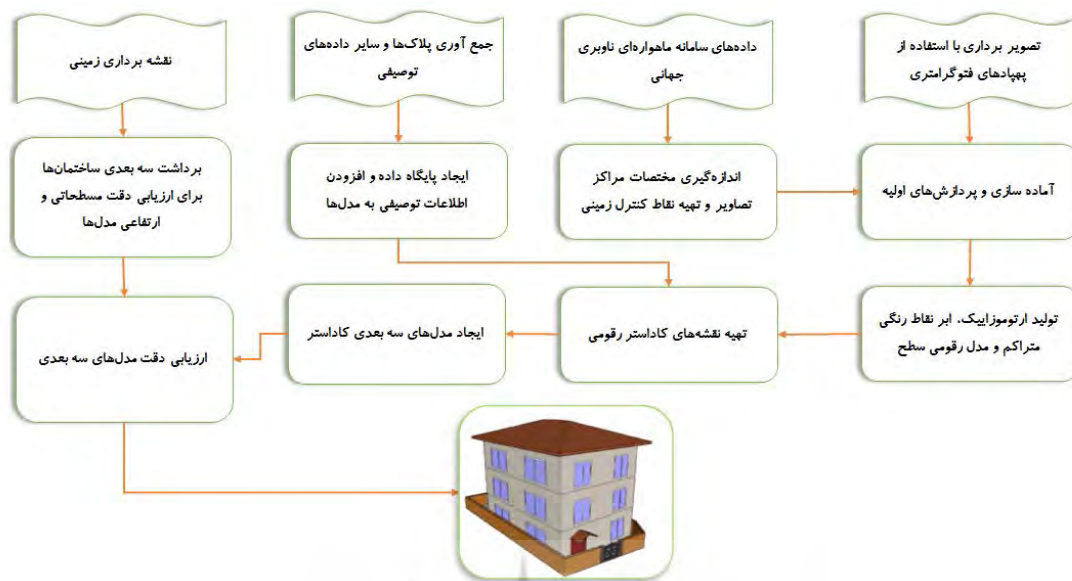 تصویر برداری با استفاده از
پهپادهای فتوگرامتری
داده‌های سامانه ماهواره‌ای ناوبری
جهانی
جمع آوری پلاک‌ها و سایر داده‌های
توصیفی
نقشه برداری زمینی
آماده سازی و پردازش‌های اولیه
اندازه‌گیری مختصات مراکز
تصاویر و تهیه نقاط کنترل زمینی
ایجاد پایگاه داده و افزودن
اطلاعات توصیفی به مدل‌ها
برداشت سه بعدی ساختمان‌ها
برای ارزیابی دقت مسطحاتی و
ارتفاعی مدل‌ها
تولید ارتوموزاییک، ابر نقاط رنگی
متراکم و مدل رقومی سطح
تهیه نقشه‌های کاداستر رقومی
ایجاد مدل‌های سه بعدی کاداستر
ارزیابی دقت مدل‌های سه بعدی